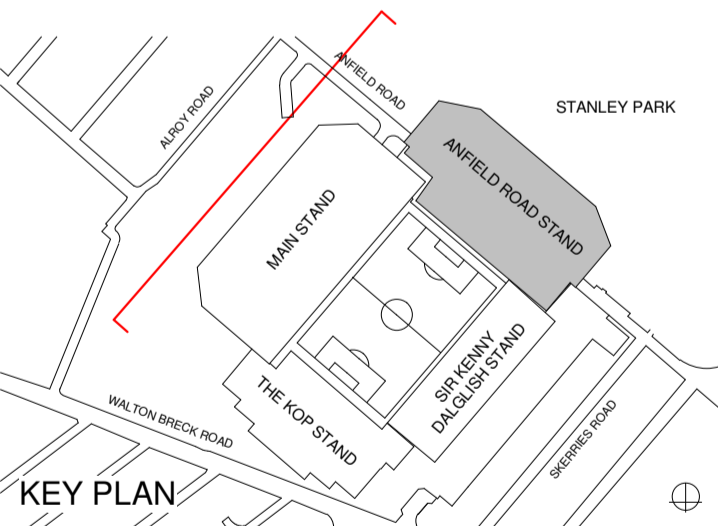 ANFIELD ROAD
STANLEY PARK
ALROY ROAD
ANFIELD ROAD STAND
MAIN STAND
SIR KENNY
DALGLISH STAND
THE KOP STAND
WALTON BRECK ROAD
SKERRIES ROAD
KEY PLAN